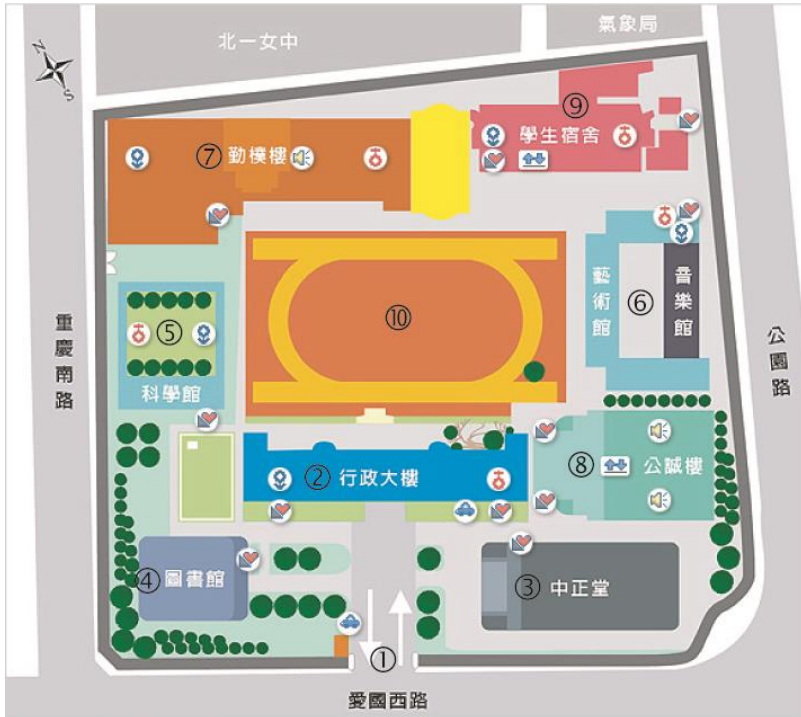 氣象局
北一女中
N
S
⑨
學生宿舍
⑦ 勤樸樓
藝術館
⑥
音樂館
⑩
⑤
科學館
重慶南路
公園路
② 行政大樓
⑧ 公誠樓
④ 圖書館
③ 中正堂
①
愛國西路